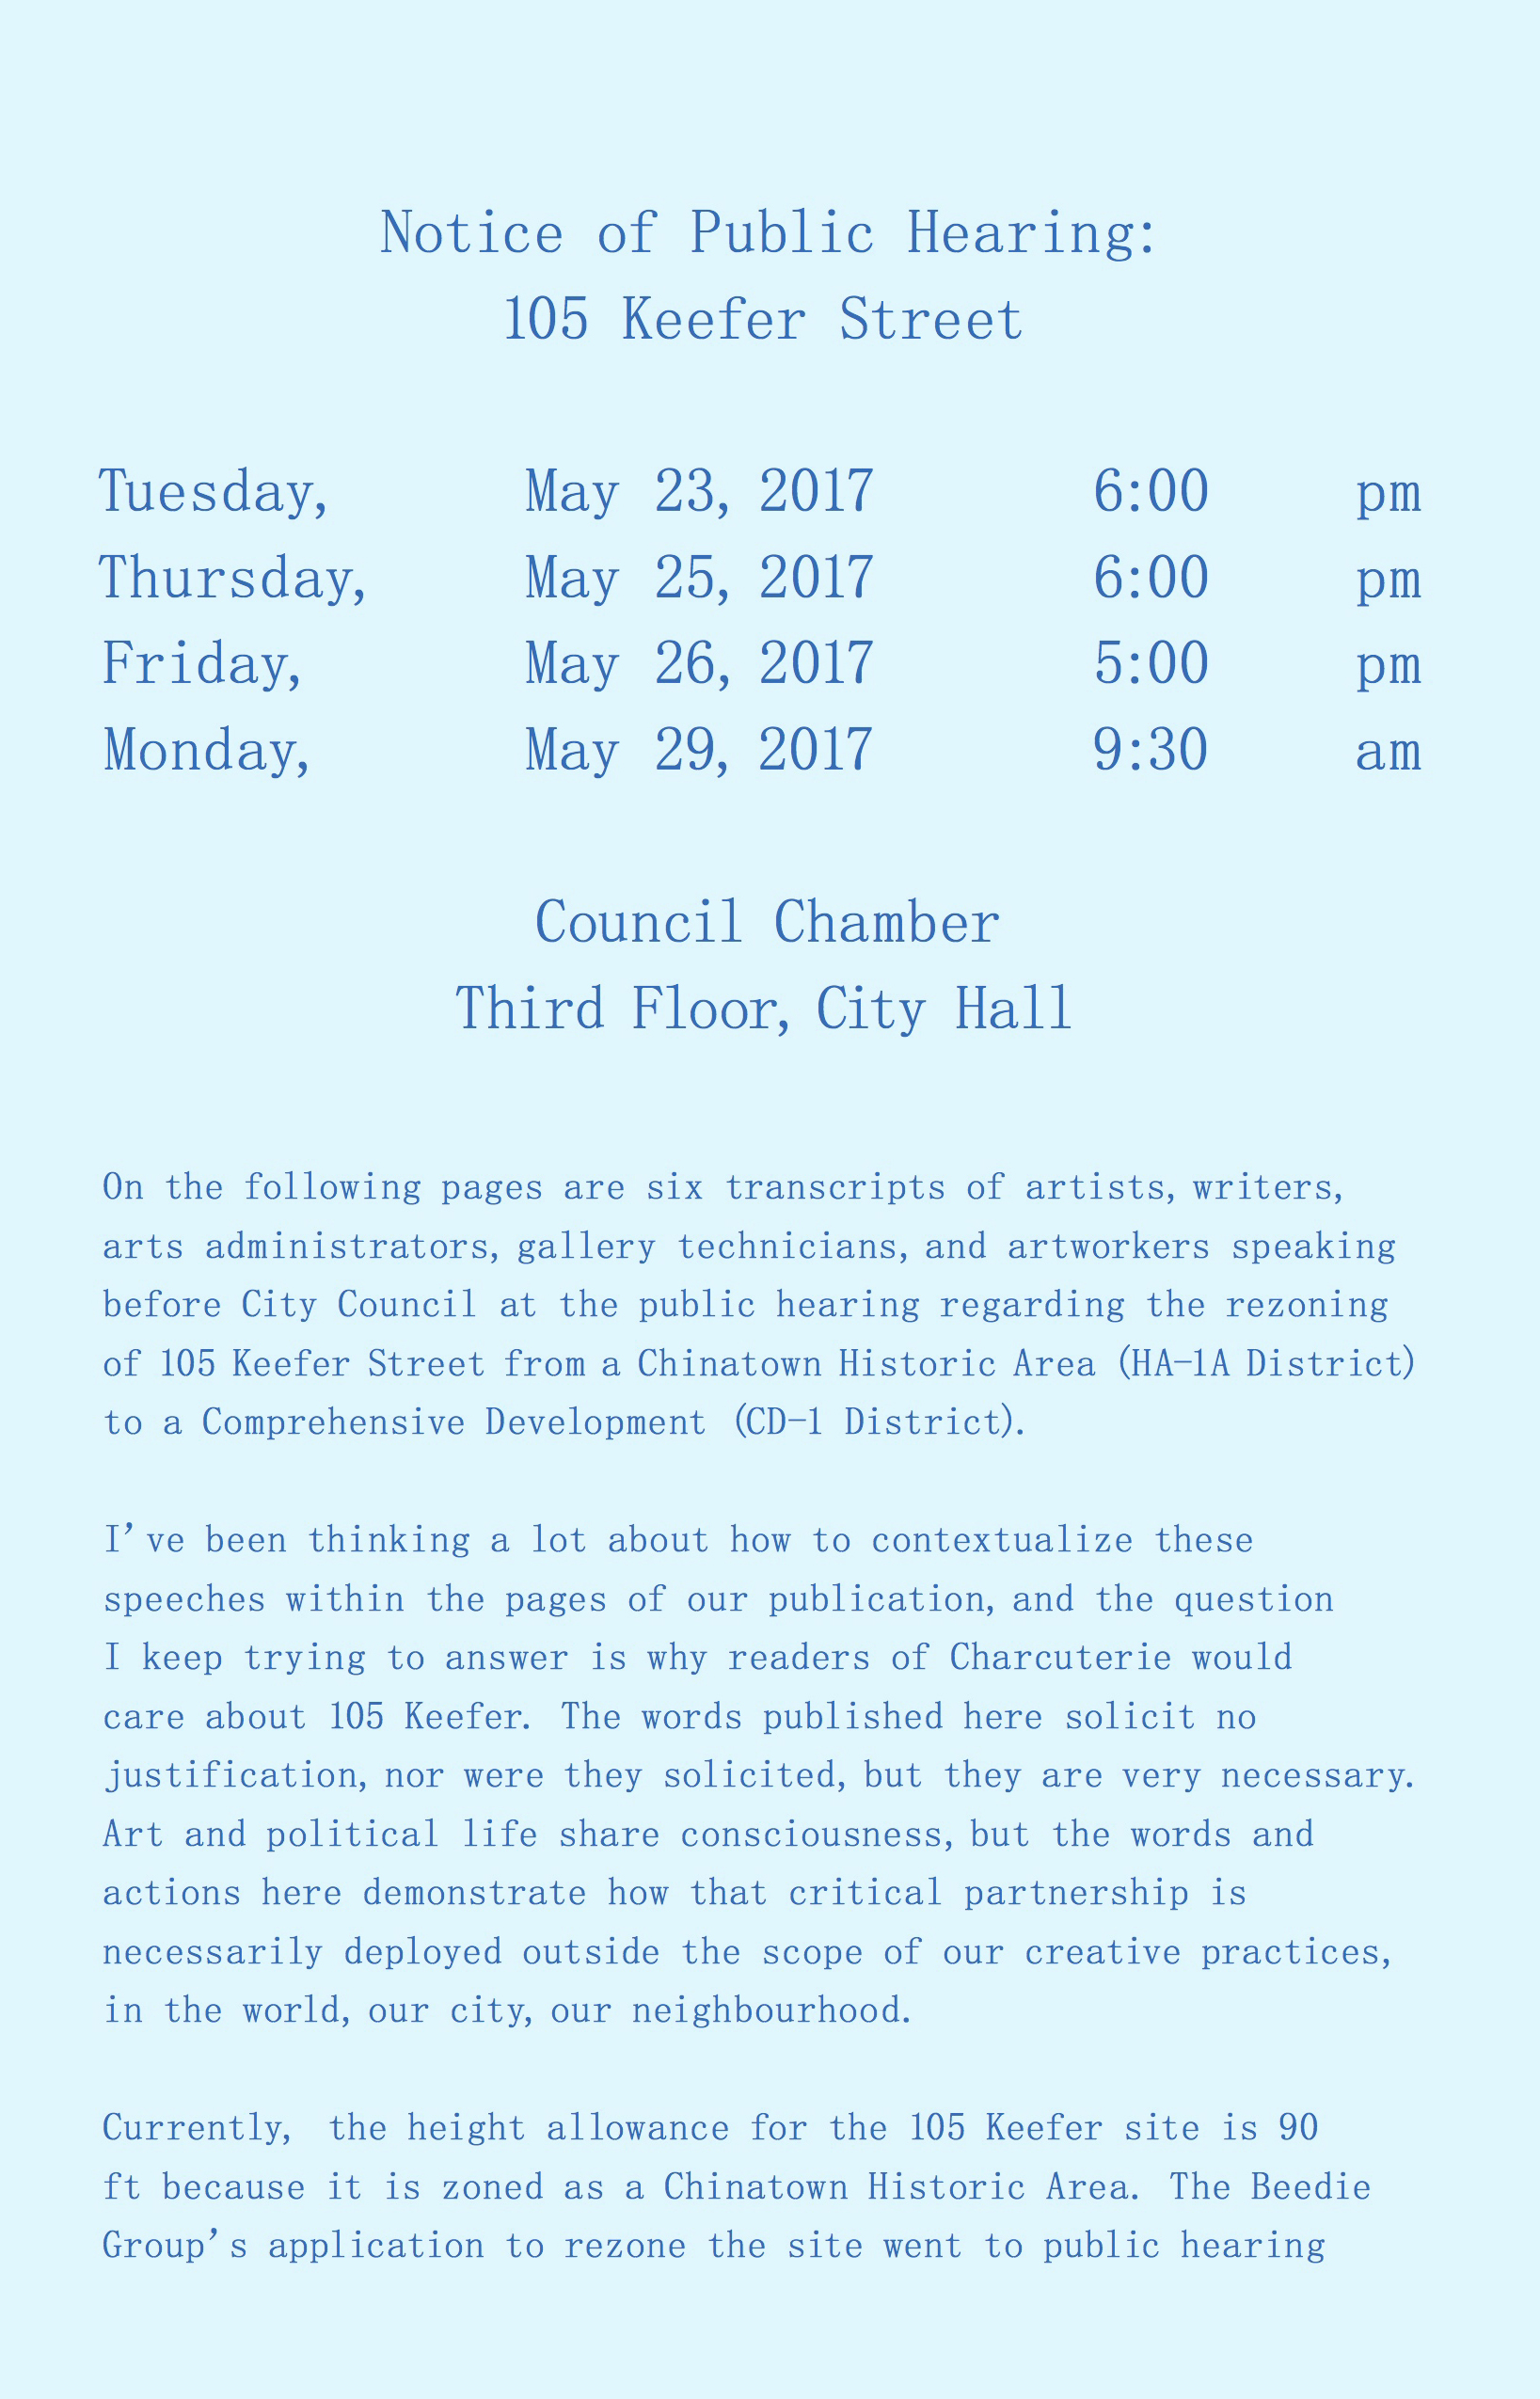 Notice of Public Hearing:
105 Keefer Street
Tuesday, May 23, 2017 6:00 pm
Thursday, May 25, 2017 6:00 pm
Friday, May 26, 2017 5:00 pm
Monday, May 29, 2017 9:30 am
Council Chamber
Third Floor, City Hall
On the following pages are six transcripts of artists, writers,
arts administrators, gallery technicians, and artworkers speaking
before City Council at the public hearing regarding the rezoning
of 105 Keefer Street from a Chinatown Historic Area (HA-1A District)
to a Comprehensive Development (CD-1 District).
I've been thinking a lot about how to contextualize these
speeches within the pages of our publication, and the question
I keep trying to answer is why readers of Charcuterie would
care about 105 Keefer. The words published here solicit no
justification, nor were they solicited, but they are very necessary.
Art and political life share consciousness, but the words and
actions here demonstrate how that critical partnership is
necessarily deployed outside the scope of our creative practices,
in the world, our city, our neighbourhood.
Currently, the height allowance for the 105 Keefer site is 90
ft because it is zoned as a Chinatown Historic Area. The Beedie
Group's application to rezone the site went to public hearing